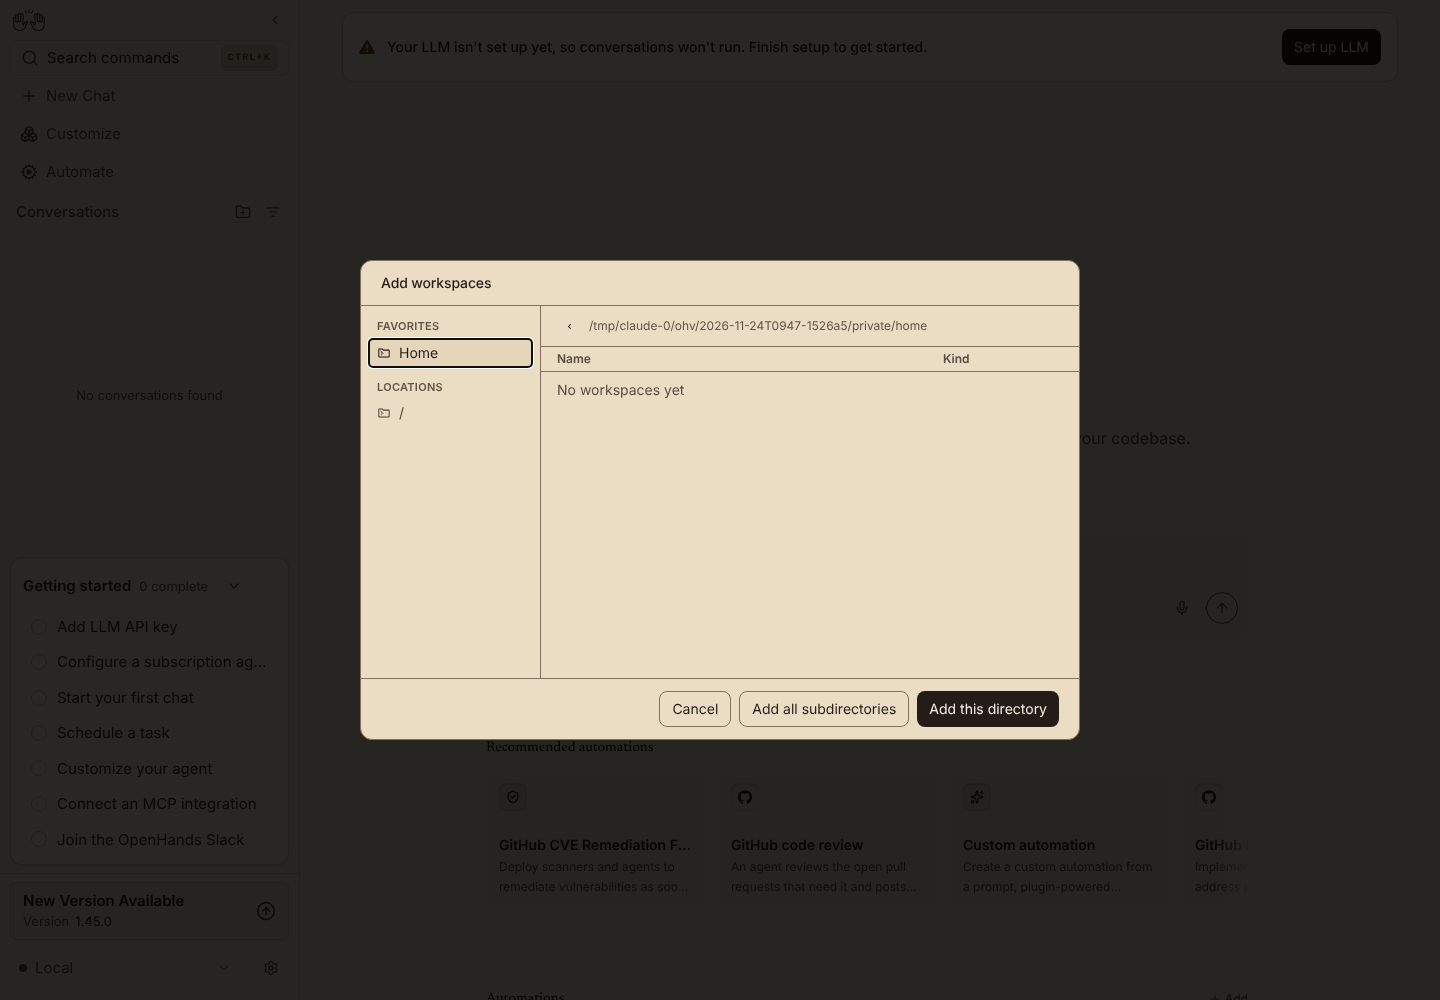 Search commands
CTRL+K
New Chat
Customize
Automate
Conversations
No conversations found
Getting started 0 complete
Add LLM API key
Configure a subscription ag...
Start your first chat
Schedule a task
Customize your agent
Connect an MCP integration
Join the OpenHands Slack
New Version Available
Version 1.45.0
Local
Your LLM isn't set up yet, so conversations won't run. Finish setup to get started.
Set up LLM
your codebase.
Add workspaces
FAVORITES
Home
LOCATIONS
/
/tmp/claude-0/ohv/2026-11-24T0947-1526a5/private/home
Name Kind
No workspaces yet
Cancel
Add all subdirectories
Add this directory
Recommended automations
GitHub CVE Remediation F...
Deploy scanners and agents to
remediate vulnerabilities as soo...
GitHub code review
An agent reviews the open pull
requests that need it and posts...
Custom automation
Create a custom automation from
a prompt, plugin-powered...
GitHub
address
Automations
Add